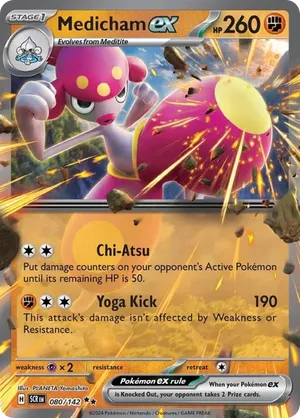 STAGE 1
Medicham ex
HP 260
Evolves from Meditite
Chi-Atsu
Put damage counters on your opponent's Active Pokémon
until its remaining HP is 50.
Yoga Kick 190
This attack's damage isn't affected by Weakness or
Resistance.
weakness × 2 resistance retreat
Pokémon ex rule
When your Pokémon ex
is Knocked Out, your opponent takes 2 Prize cards.
Illus. PLANETA Yamashita
H SCR EN 080/142
©2024 Pokémon / Nintendo / Creatures / GAME FREAK